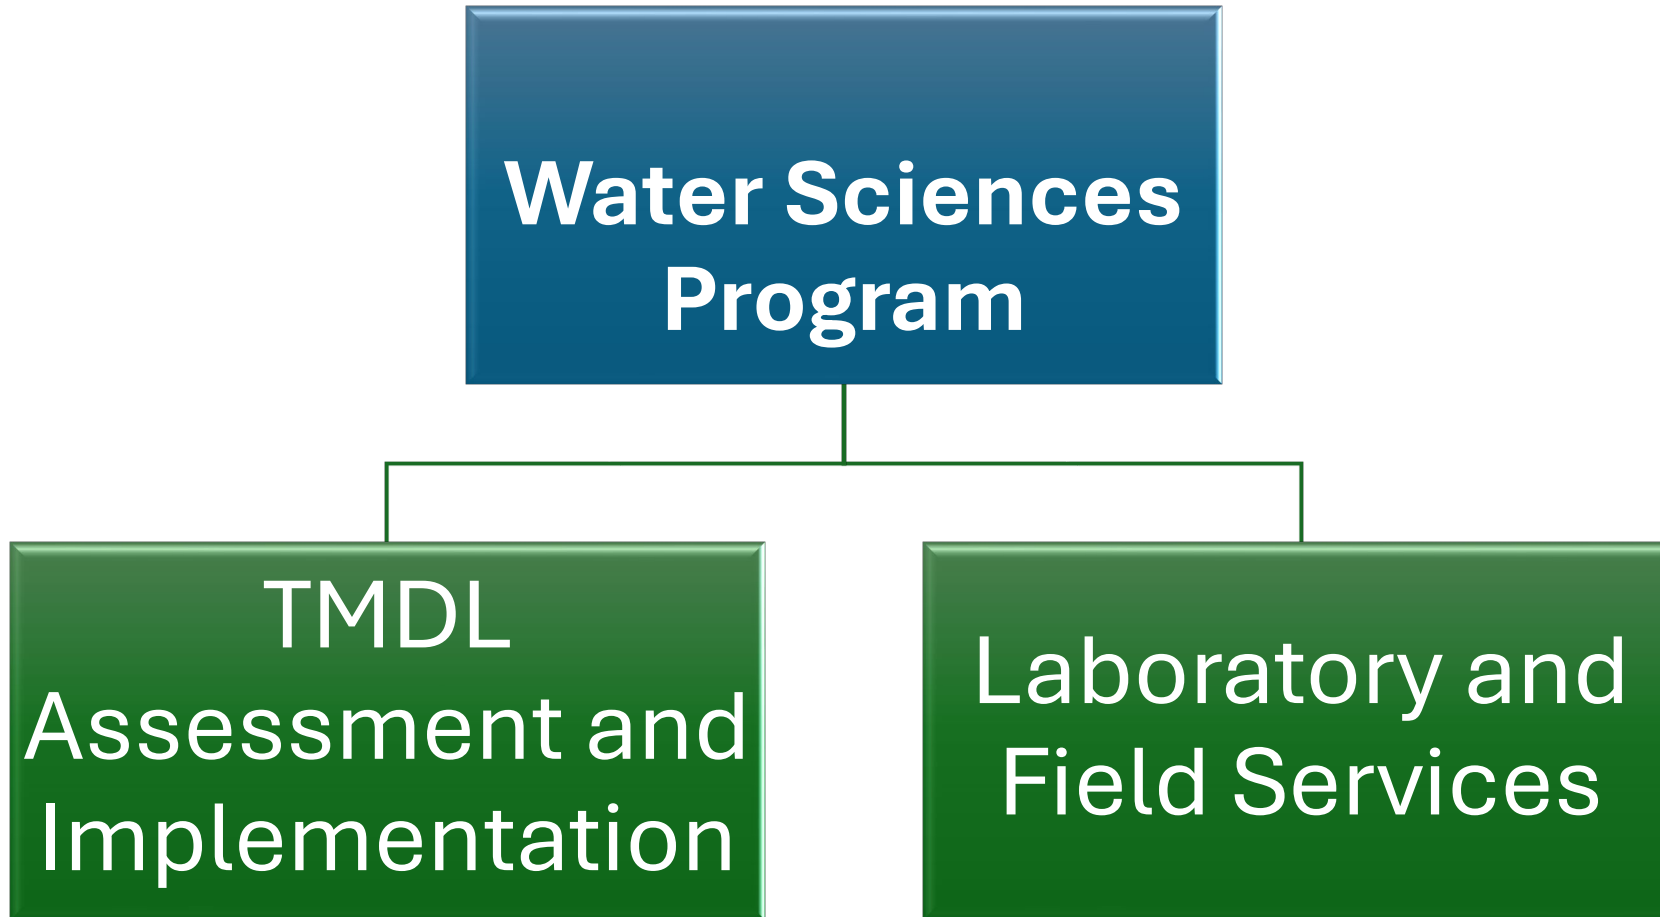 Water Sciences
Program
TMDL
Assessment and
Implementation
Laboratory and
Field Services